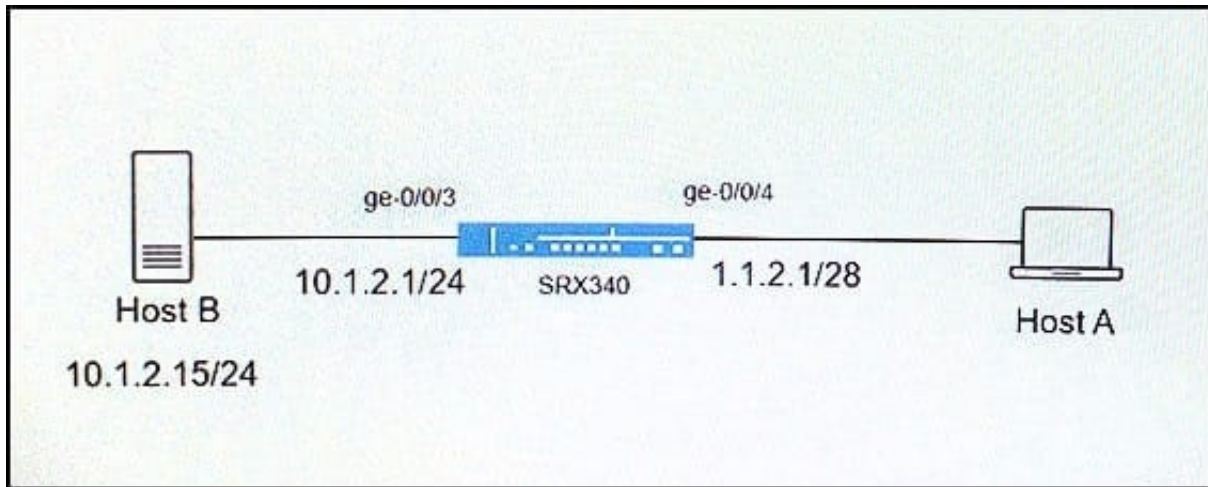 ge-0/0/3
ge-0/0/4
10.1.2.1/24
SRX340
1.1.2.1/28
Host B
Host A
10.1.2.15/24